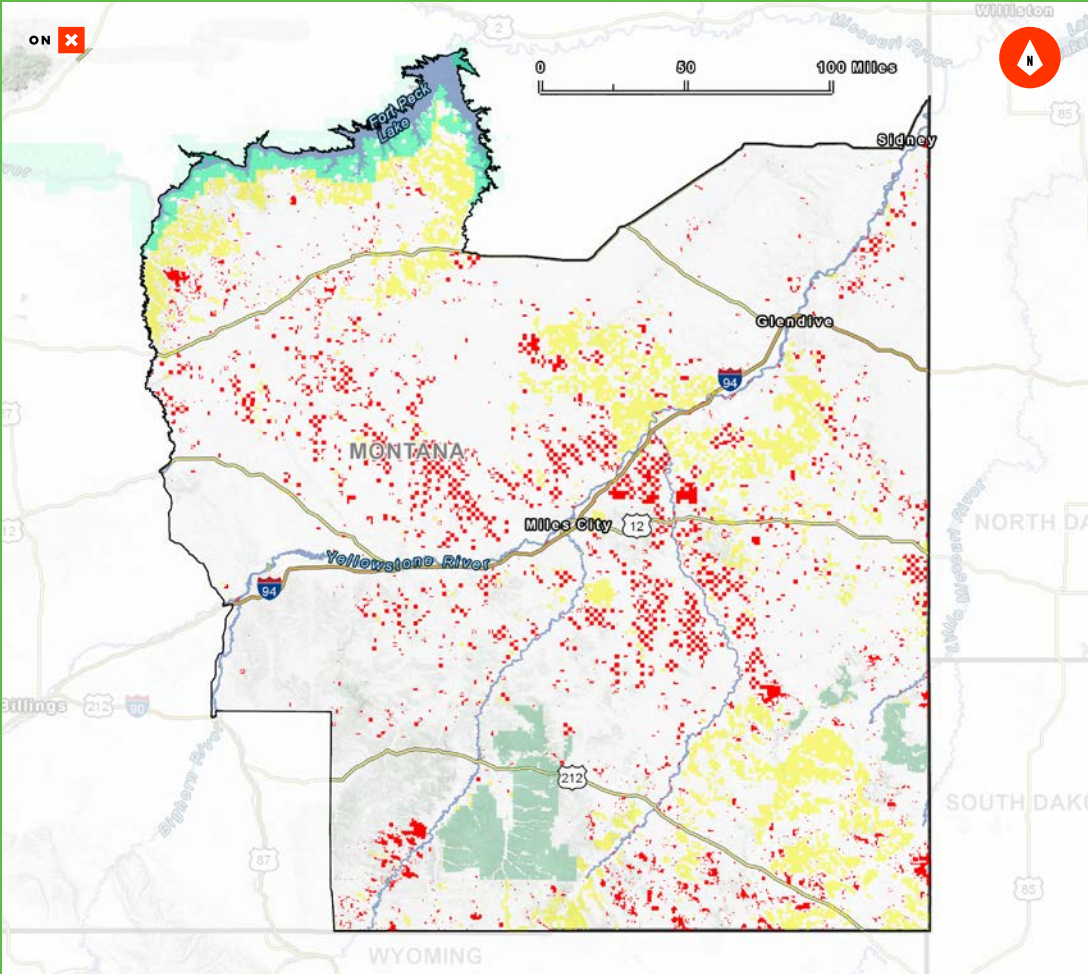 ON
2
Missouri River
Williston
0 50 100 Miles
N
85
Fort Peck
Lake
Sidney
Glendive
94
MONTANA
Miles City
12
12
NORTH DA
Yellowstone River
94
Little Missouri River
Billings
212
90
Bighorn River
212
SOUTH DAK
87
85
WYOMING